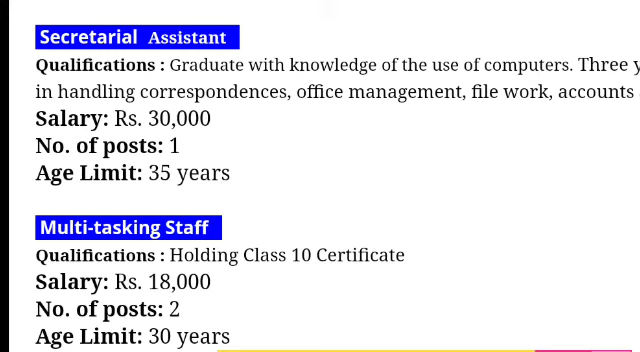 Secretarial Assistant
Qualifications : Graduate with knowledge of the use of computers. Three
in handling correspondences, office management, file work, accounts
Salary: Rs. 30,000
No. of posts: 1
Age Limit: 35 years
Multi-tasking Staff
Qualifications : Holding Class 10 Certificate
Salary: Rs. 18,000
No. of posts: 2
Age Limit: 30 years